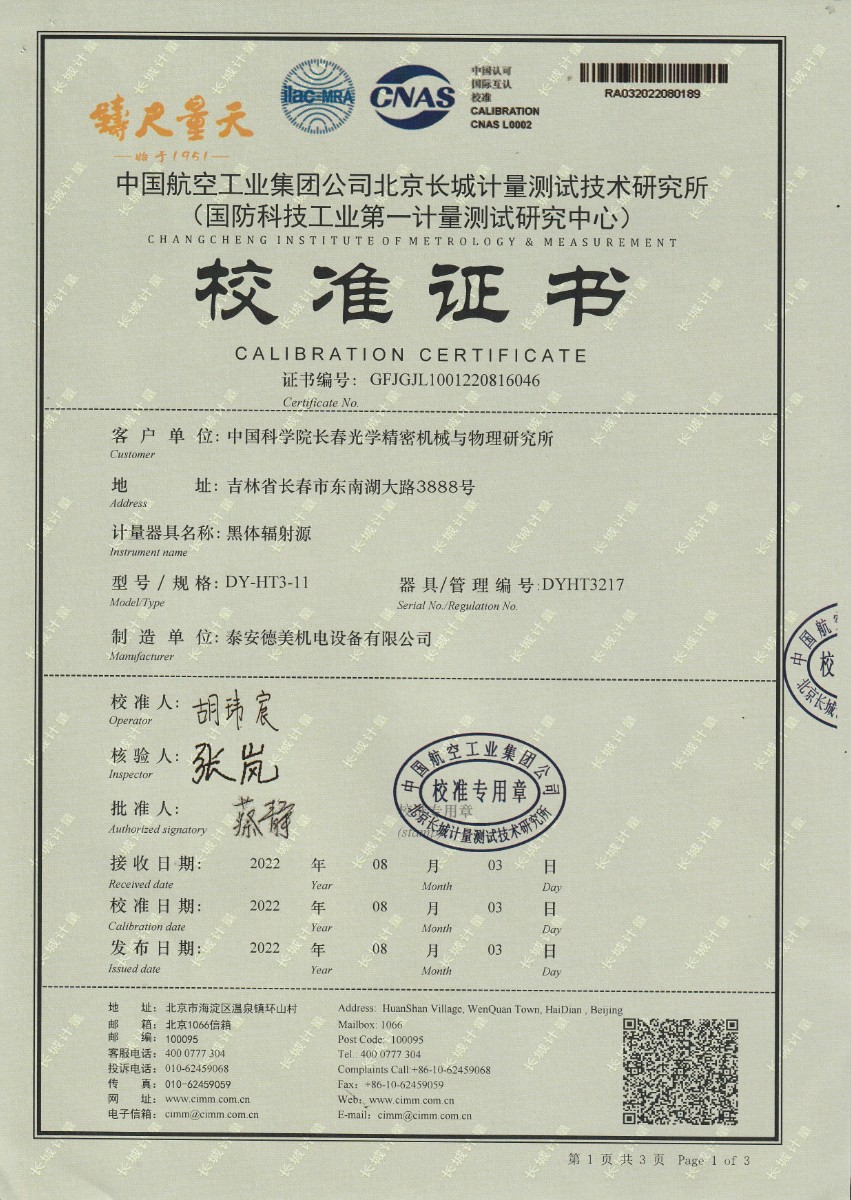 鑄尺量天
始于1951
ilac-MRA
CNAS
中国认可
国际互认
校准
CALIBRATION
CNAS L0002
RA032022080189
中国航空工业集团公司北京长城计量测试技术研究所
（国防科技工业第一计量测试研究中心）
CHANGCHENG INSTITUTE OF METROLOGY & MEASUREMENT
校准证书
CALIBRATION CERTIFICATE
证书编号： GFJGJL1001220816046
Certificate No.
客户单位：中国科学院长春光学精密机械与物理研究所
Customer
地址：吉林省长春市东南湖大路3888号
Address
计量器具名称：黑体辐射源
Instrument name
型号/规格：DY-HT3-11 器具/管理编号：DYHT3217
Model/Type Serial No./Regulation No.
制造单位：泰安德美机电设备有限公司
Manufacturer
校准人：胡玮宸
Operator
核验人：张岚
Inspector
批准人：蔡静
Authorized signatory
中国航空工业集团公司
校准专用章
北京长城计量测试技术研究所
接收日期： 2022 年 08 月 03 日
Received date Year Month Day
校准日期： 2022 年 08 月 03 日
Calibration date Year Month Day
发布日期： 2022 年 08 月 03 日
Issued date Year Month Day
地址：北京市海淀区温泉镇环山村 Address: HuanShan Village, WenQuan Town, HaiDian , Beijing
邮箱：北京1066信箱 Mailbox: 1066
邮编：100095 Post Code: 100095
客服电话：400 0777 304 Tel.: 400 0777 304
投诉电话：010-62459068 Complaints Call:+86-10-62459068
传真：010-62459059 Fax: +86-10-62459059
网址：www.cimm.com.cn Web: www.cimm.com.cn
电子信箱：cimm@cimm.com.cn E-mail: cimm@cimm.com.cn
第 1 页 共 3 页 Page 1 of 3
长城计量